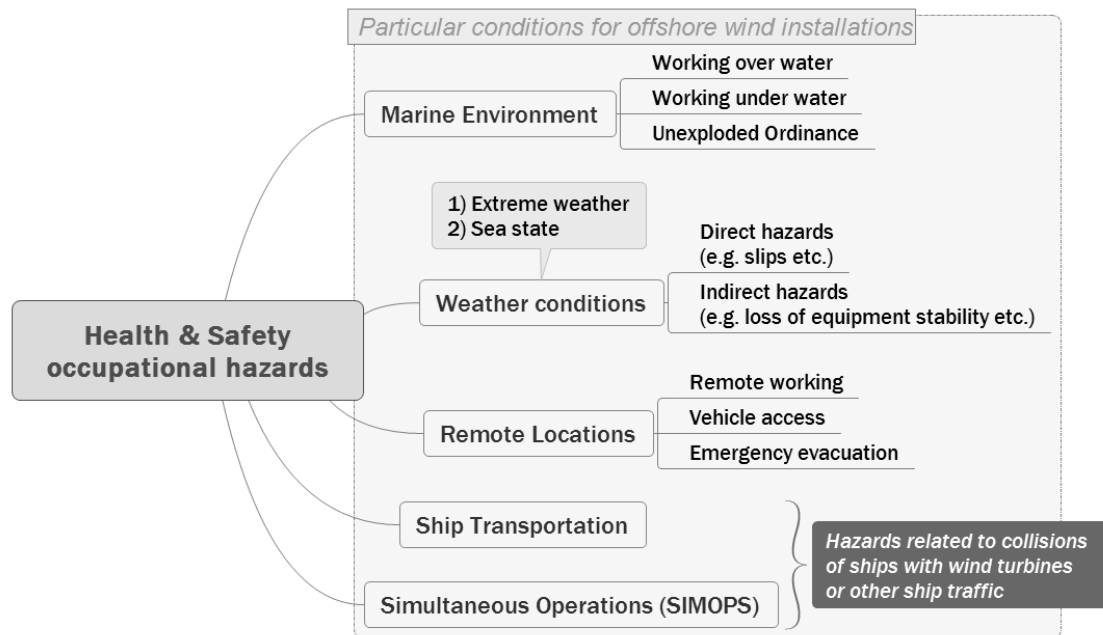 Particular conditions for offshore wind installations
Health & Safety
occupational hazards
Marine Environment
Working over water
Working under water
Unexploded Ordinance
1) Extreme weather
2) Sea state
Weather conditions
Direct hazards
(e.g. slips etc.)
Indirect hazards
(e.g. loss of equipment stability etc.)
Remote Locations
Remote working
Vehicle access
Emergency evacuation
Ship Transportation
Simultaneous Operations (SIMOPS)
Hazards related to collisions
of ships with wind turbines
or other ship traffic